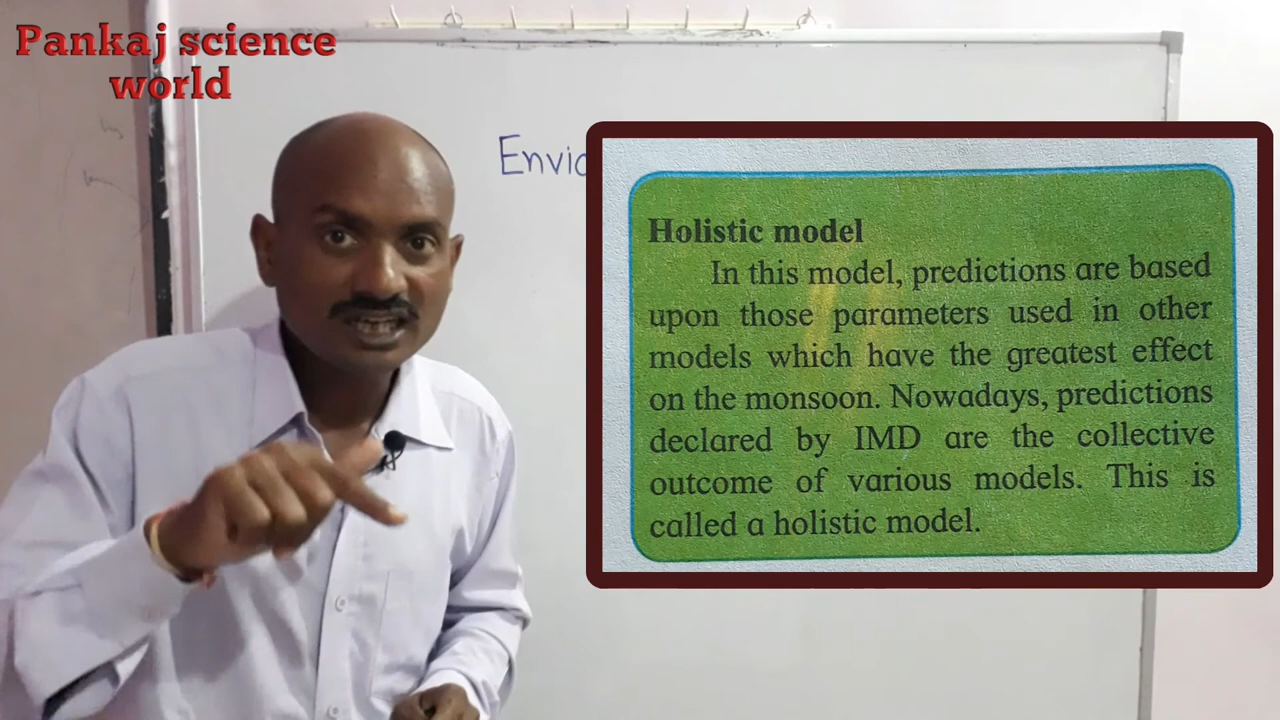 Pankaj science
world
Envi
Holistic model
In this model, predictions are based
upon those parameters used in other
models which have the greatest effect
on the monsoon. Nowadays, predictions
declared by IMD are the collective
outcome of various models. This is
called a holistic model.